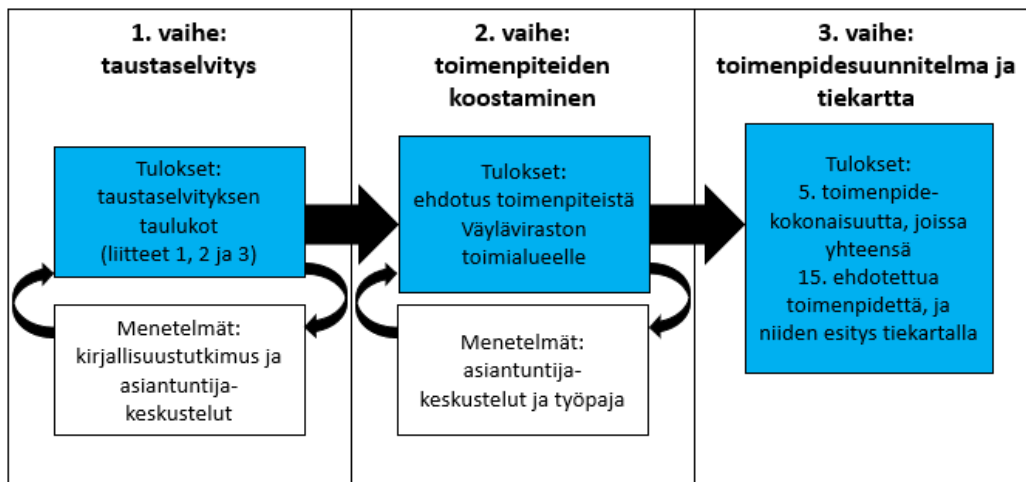 1. vaihe:
taustaselvitys
Tulokset:
taustaselvityksen
taulukot
(liitteet 1, 2 ja 3)
Menetelmät:
kirjallisuustutkimus ja
asiantuntija-
keskustelut
2. vaihe:
toimenpiteiden
koostaminen
Tulokset:
ehdotus toimenpiteistä
Väyläviraston
toimialueelle
Menetelmät:
asiantuntija-
keskustelut ja työpaja
3. vaihe:
toimenpidesuunnitelma ja
tiekartta
Tulokset:
5. toimenpide-
kokonaisuutta, joissa
yhteensä
15. ehdotettua
toimenpidettä, ja
niiden esitys tiekartalla